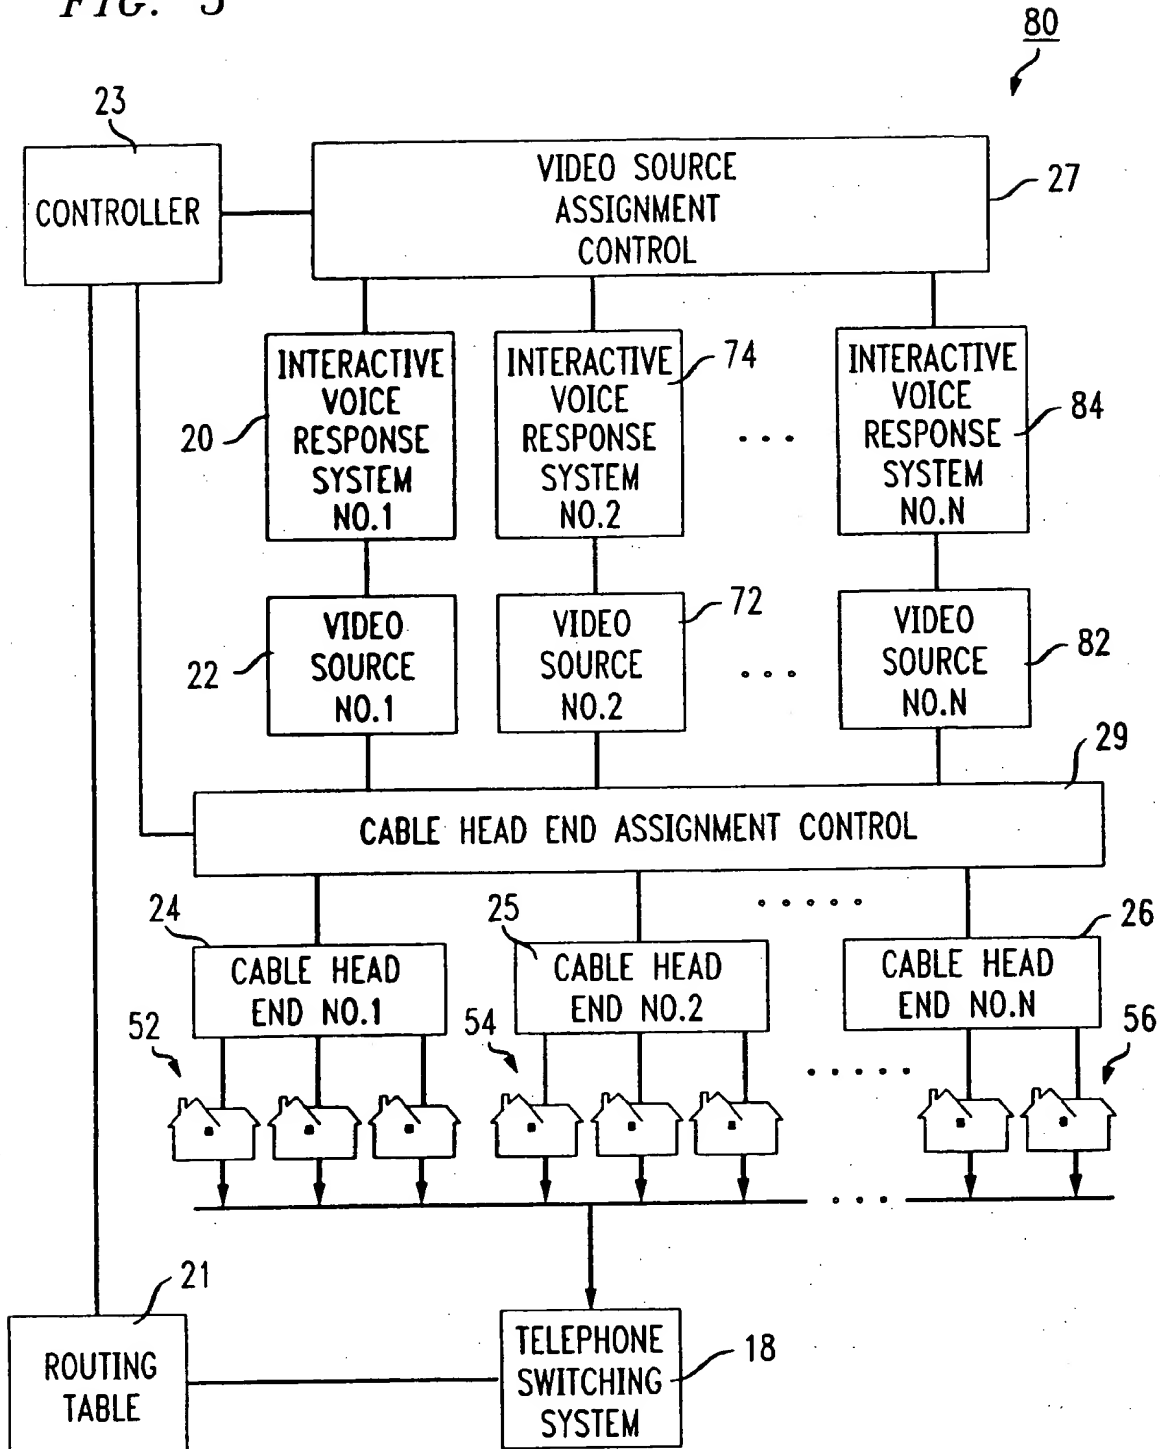 FIG. 5
80
23
CONTROLLER
VIDEO SOURCE
ASSIGNMENT
CONTROL
27
INTERACTIVE
VOICE
RESPONSE
SYSTEM
NO.1
20
INTERACTIVE
VOICE
RESPONSE
SYSTEM
NO.2
74
. . .
INTERACTIVE
VOICE
RESPONSE
SYSTEM
NO.N
84
VIDEO
SOURCE
NO.1
22
VIDEO
SOURCE
NO.2
72
. . .
VIDEO
SOURCE
NO.N
82
29
CABLE HEAD END ASSIGNMENT CONTROL
. . . . .
24
CABLE HEAD
END NO.1
25
CABLE HEAD
END NO.2
26
CABLE HEAD
END NO.N
52
54
. . . . .
56
. . .
21
ROUTING
TABLE
TELEPHONE
SWITCHING
SYSTEM
18